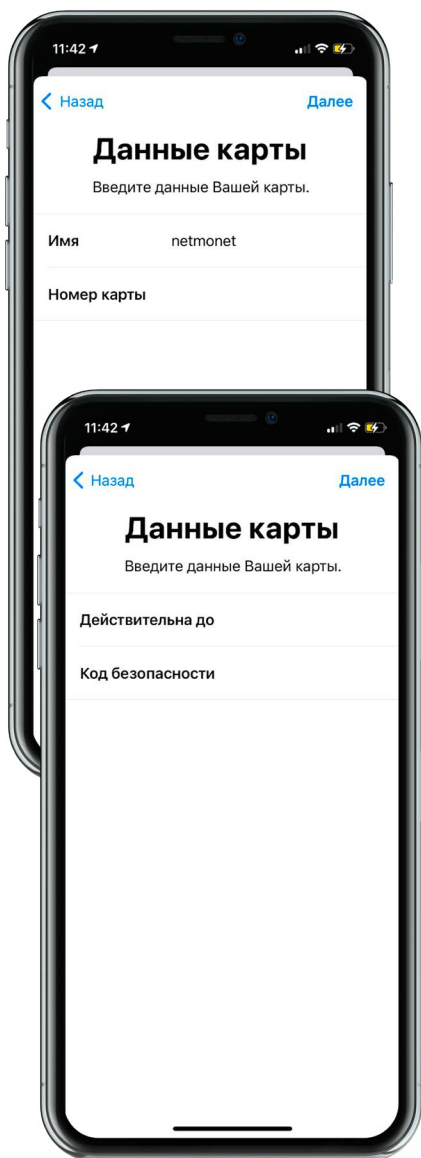 11:42
Назад
Далее
Данные карты
Введите данные Вашей карты.
Имя netmonet
Номер карты
11:42
Назад
Далее
Данные карты
Введите данные Вашей карты.
Действительна до
Код безопасности